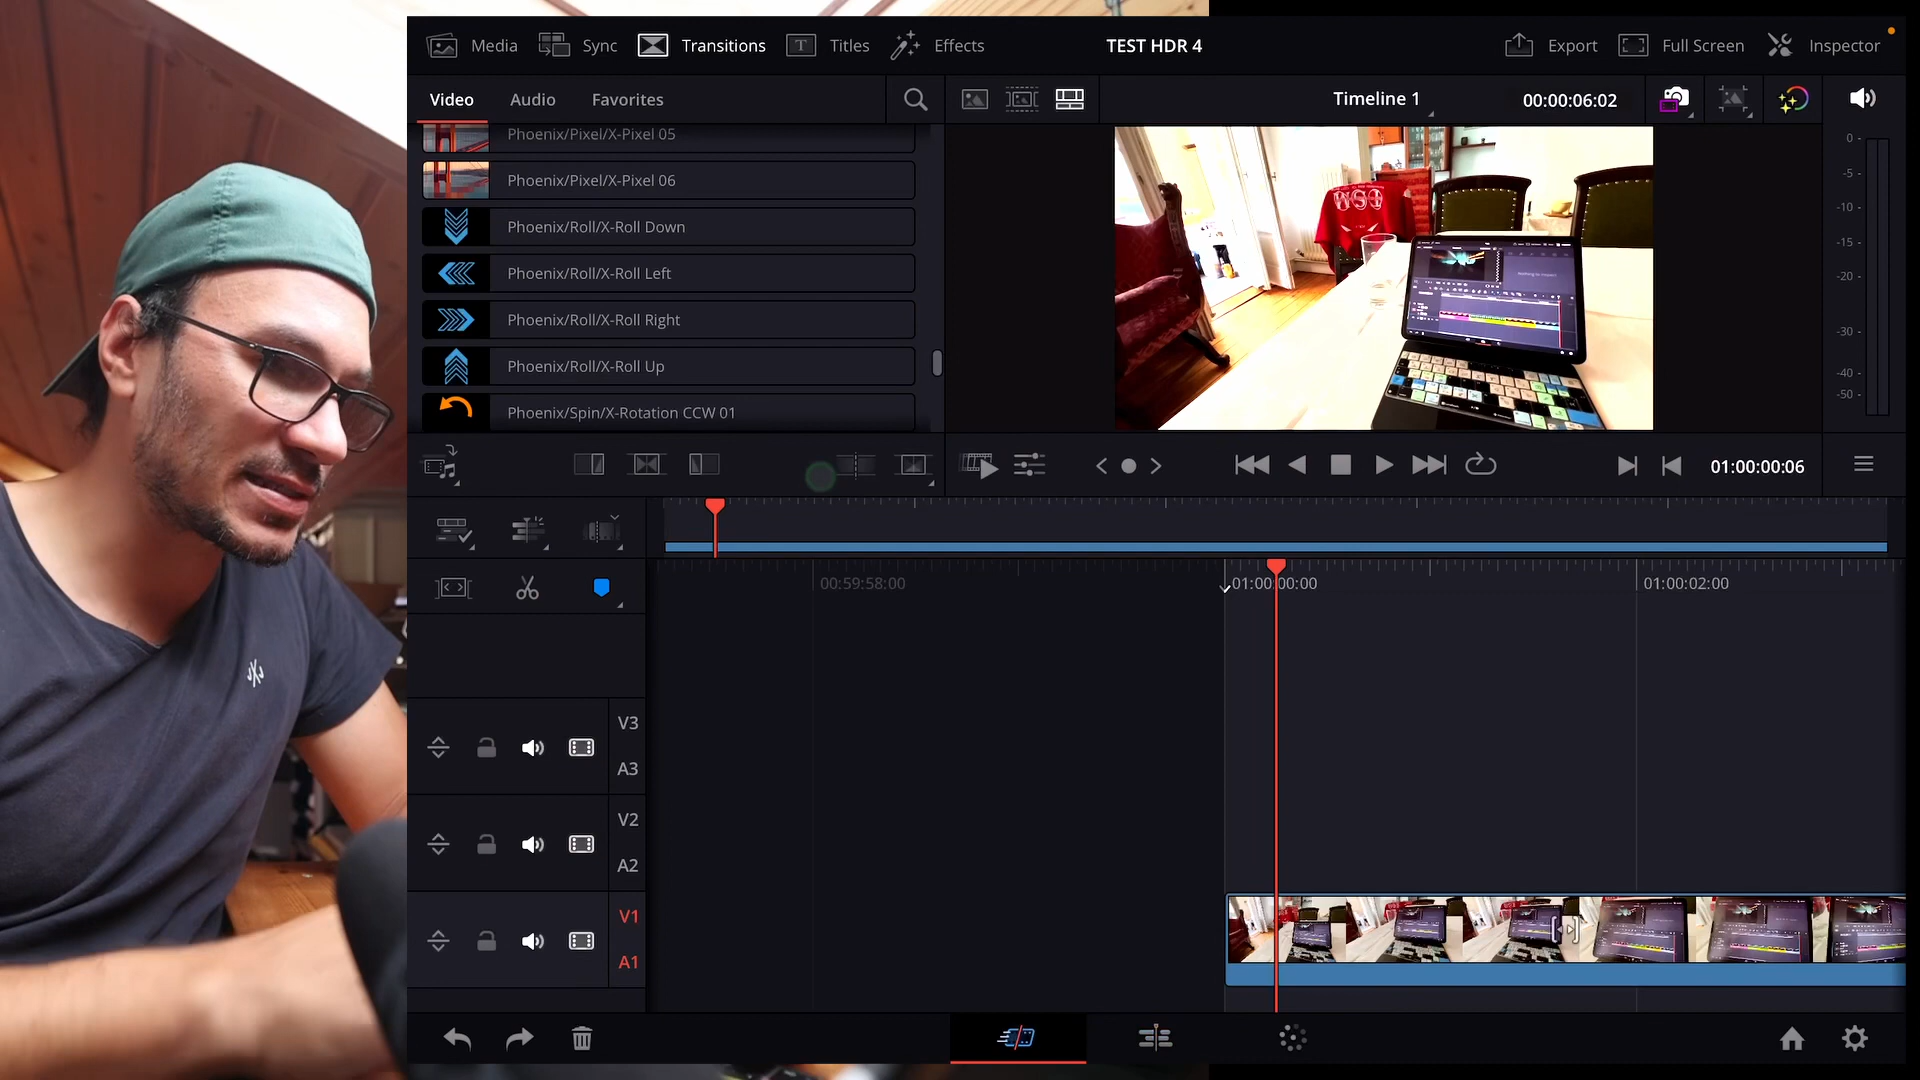 Media Sync Transitions Titles Effects TEST HDR 4 Export Full Screen Inspector
Video Audio Favorites Timeline 1 00:00:06:02
Phoenix/Pixel/X-Pixel 05
Phoenix/Pixel/X-Pixel 06
Phoenix/Roll/X-Roll Down
Phoenix/Roll/X-Roll Left
Phoenix/Roll/X-Roll Right
Phoenix/Roll/X-Roll Up
Phoenix/Spin/X-Rotation CCW 01
0
-5
-10
-15
-20
-30
-40
-50
01:00:00:06
00:59:58:00 01:00:00:00 01:00:02:00
V3
A3
V2
A2
V1
A1